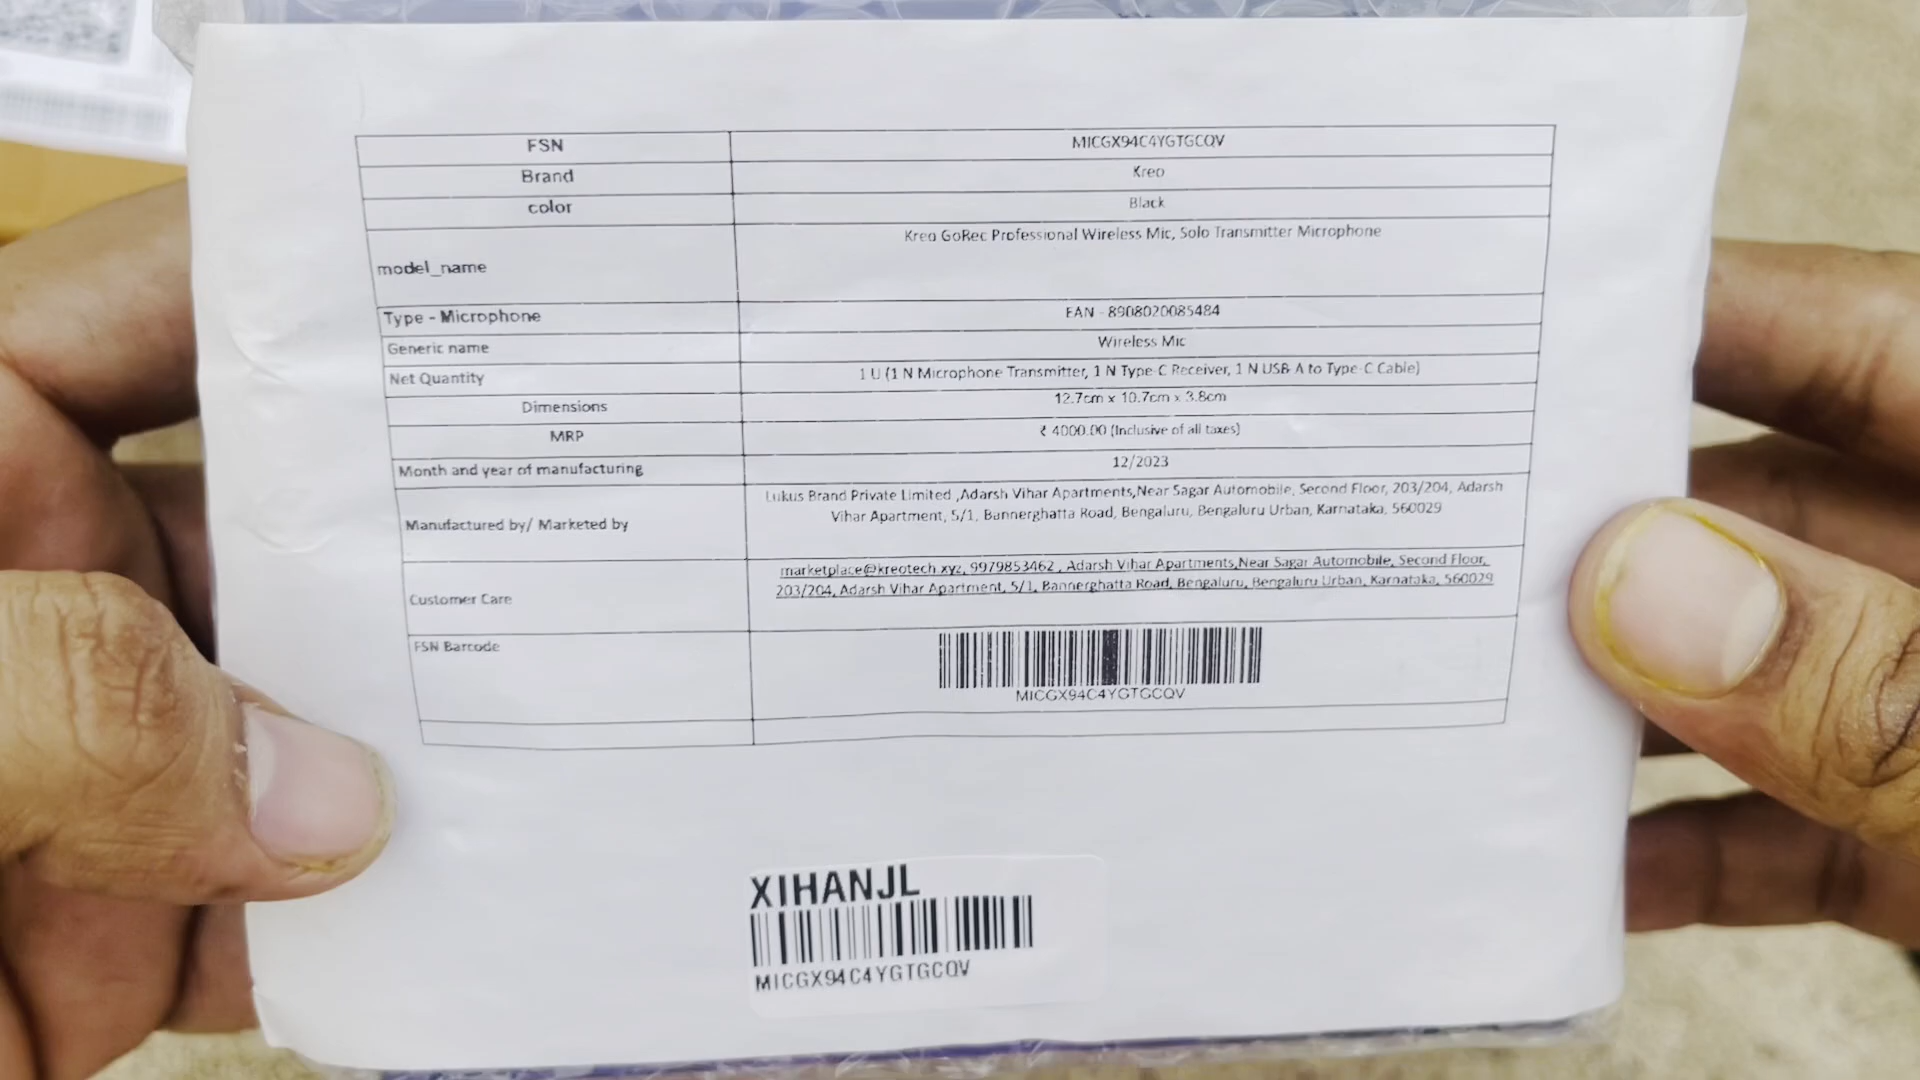 FSN MICGX94C4YGTGCQV
Brand Kreo
color Black
model_name Kreo GoRec Professional Wireless Mic, Solo Transmitter Microphone
Type - Microphone EAN - 8908020085484
Generic name Wireless Mic
Net Quantity 1 U (1 N Microphone Transmitter, 1 N Type-C Receiver, 1 N USB A to Type-C Cable)
Dimensions 12.7cm x 10.7cm x 3.8cm
MRP ₹ 4000.00 (Inclusive of all taxes)
Month and year of manufacturing 12/2023
Manufactured by/ Marketed by Lukus Brand Private Limited ,Adarsh Vihar Apartments,Near Sagar Automobile, Second Floor, 203/204, Adarsh
Vihar Apartment, 5/1, Bannerghatta Road, Bengaluru, Bengaluru Urban, Karnataka, 560029
Customer Care marketplace@kreotech.xyz, 9979853462 , Adarsh Vihar Apartments,Near Sagar Automobile, Second Floor,
203/204, Adarsh Vihar Apartment, 5/1, Bannerghatta Road, Bengaluru, Bengaluru Urban, Karnataka, 560029
FSN Barcode
MICGX94C4YGTGCQV
XIHANJL
MICGX94C4YGTGCQV